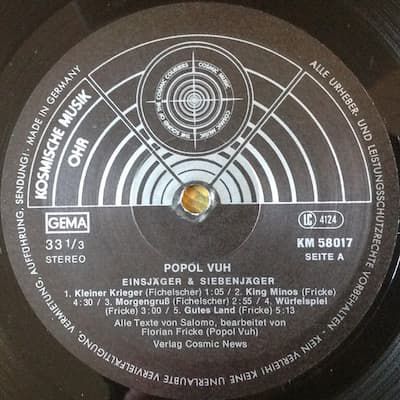 ALLE URHEBER- UND LEISTUNGSSCHUTZRECHTE VORBEHALTEN - KEIN VERLEIH! KEINE UNERLAUBTE VERVIELFÄLTIGUNG, VERMIETUNG, AUFFÜHRUNG, SENDUNG! · MADE IN GERMANY
KOSMISCHE MUSIK
OHR
COSMIC MUSIC
THE SOUND OF THE COSMIC COURIERS
COSMIC MUSIC
GEMA
LC 4124
33 1/3
STEREO
KM 58017
SEITE A
POPOL VUH
EINSJÄGER & SIEBENJÄGER
1. Kleiner Krieger (Fichelscher) 1:05 / 2. King Minos (Fricke)
4:30 / 3. Morgengruß (Fichelscher) 2:55 / 4. Würfelspiel
(Fricke) 3:00 / 5. Gutes Land (Fricke) 5:13
Alle Texte von Salomo, bearbeitet von
Florian Fricke (Popol Vuh)
Verlag Cosmic News